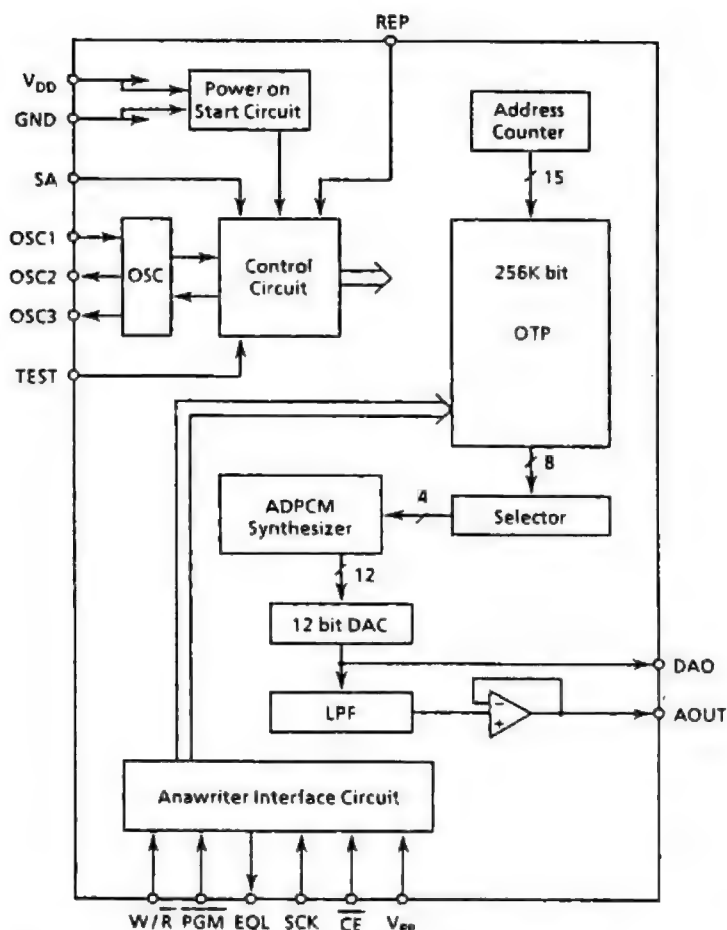 REP
VDD
GND
SA
OSC1
OSC2
OSC3
TEST
Power on
Start Circuit
OSC
Control
Circuit
Address
Counter
15
256K bit
OTP
8
Selector
4
ADPCM
Synthesizer
12
12 bit DAC
LPF
-
+
DAO
AOUT
Anawriter Interface Circuit
W/R̅
P̅G̅M̅
EOL
SCK
C̅E̅
VPP